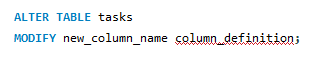 ALTER TABLE tasks
MODIFY new_column_name column_definition;